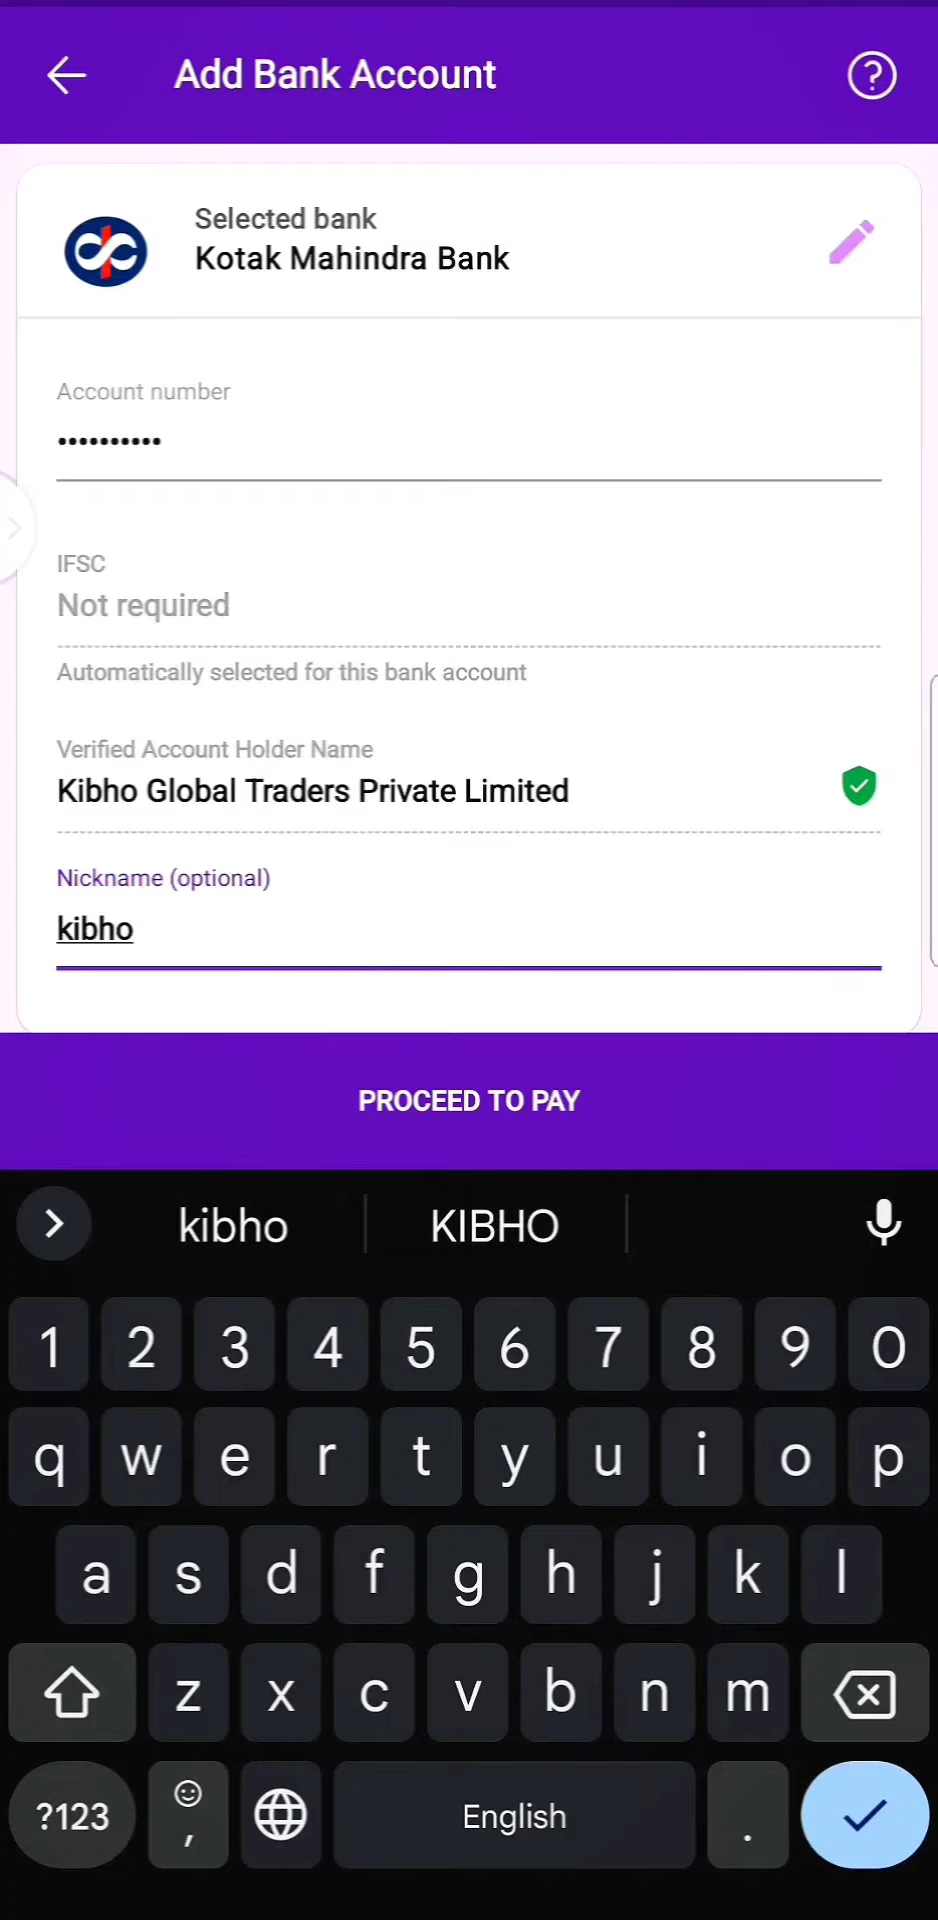 Add Bank Account
?
Selected bank
Kotak Mahindra Bank
Account number
••••••••••
IFSC
Not required
Automatically selected for this bank account
Verified Account Holder Name
Kibho Global Traders Private Limited
Nickname (optional)
kibho
PROCEED TO PAY
kibho KIBHO
1 2 3 4 5 6 7 8 9 0
q w e r t y u i o p
a s d f g h j k l
z x c v b n m
?123 , English .